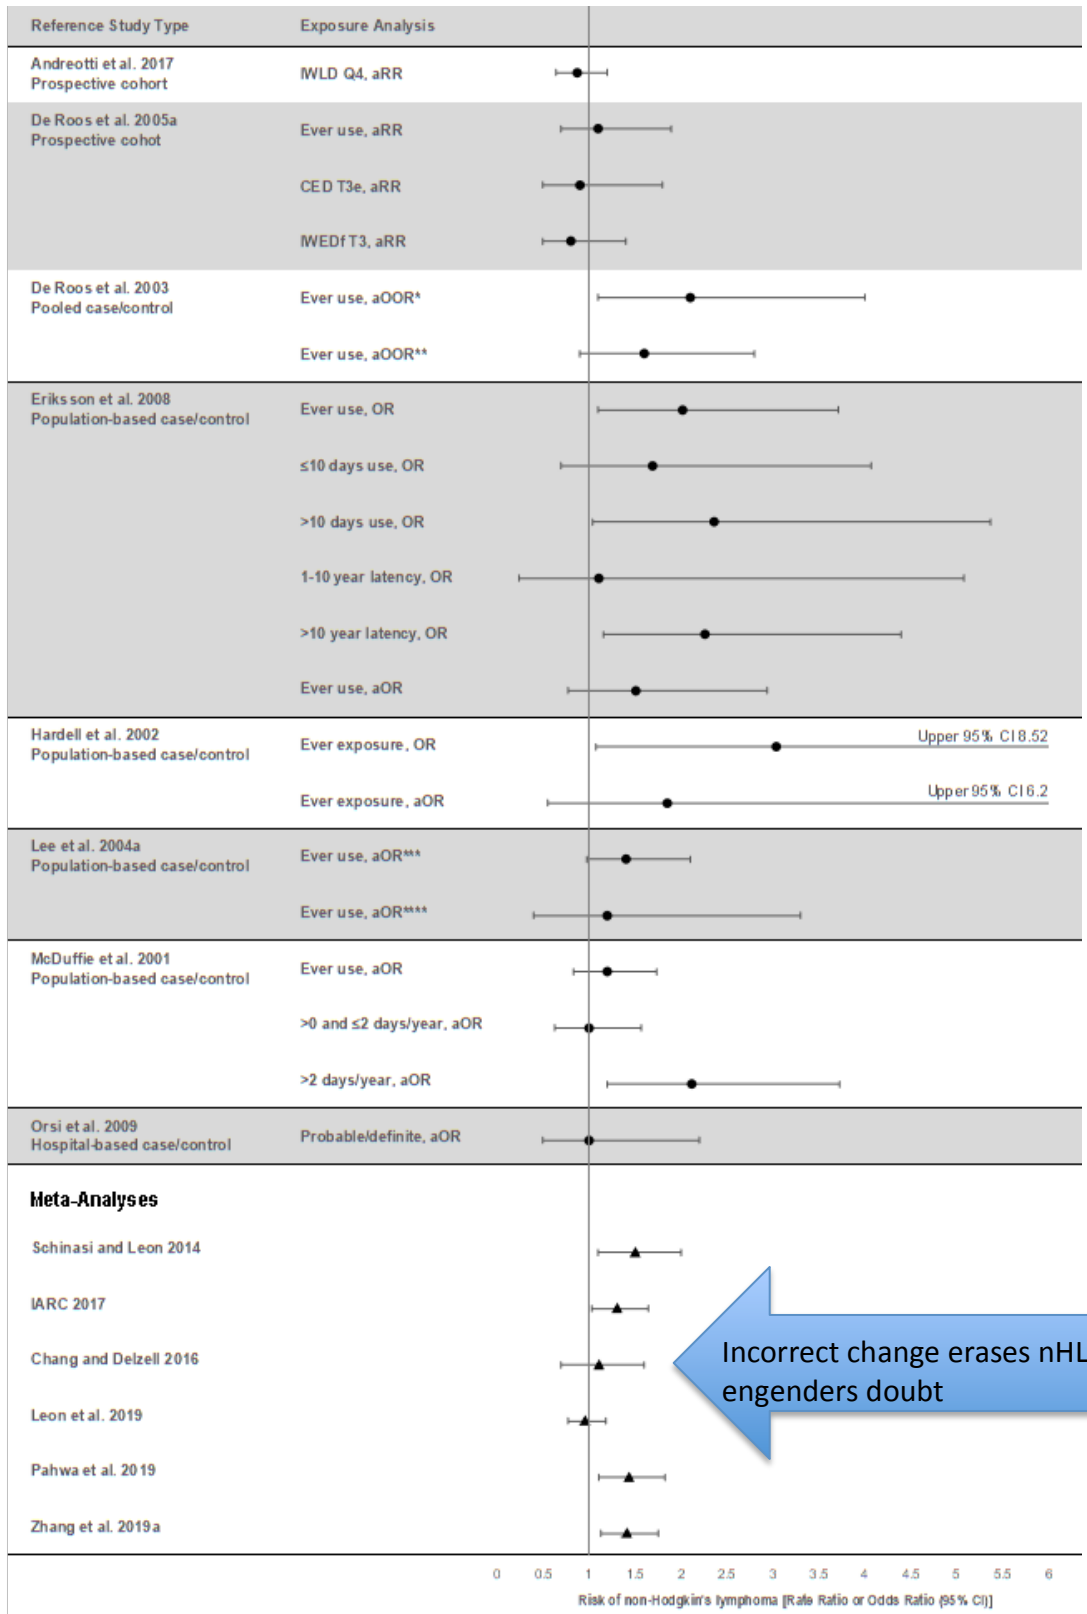 Reference Study Type Exposure Analysis
Andreotti et al. 2017
Prospective cohort
IWLD Q4, aRR
De Roos et al. 2005a
Prospective cohot
Ever use, aRR
CED T3e, aRR
IWEDf T3, aRR
De Roos et al. 2003
Pooled case/control
Ever use, aOOR*
Ever use, aOOR**
Eriksson et al. 2008
Population-based case/control
Ever use, OR
≤10 days use, OR
>10 days use, OR
1-10 year latency, OR
>10 year latency, OR
Ever use, aOR
Hardell et al. 2002
Population-based case/control
Ever exposure, OR
Upper 95% CI 8.52
Ever exposure, aOR
Upper 95% CI 6.2
Lee et al. 2004a
Population-based case/control
Ever use, aOR***
Ever use, aOR****
McDuffie et al. 2001
Population-based case/control
Ever use, aOR
>0 and ≤2 days/year, aOR
>2 days/year, aOR
Orsi et al. 2009
Hospital-based case/control
Probable/definite, aOR
Meta-Analyses
Schinasi and Leon 2014
IARC 2017
Chang and Delzell 2016
Leon et al. 2019
Pahwa et al. 2019
Zhang et al. 2019a
Incorrect change erases nHL
engenders doubt
0 0.5 1 1.5 2 2.5 3 3.5 4 4.5 5 5.5 6
Risk of non-Hodgkin's lymphoma [Rate Ratio or Odds Ratio (95% CI)]